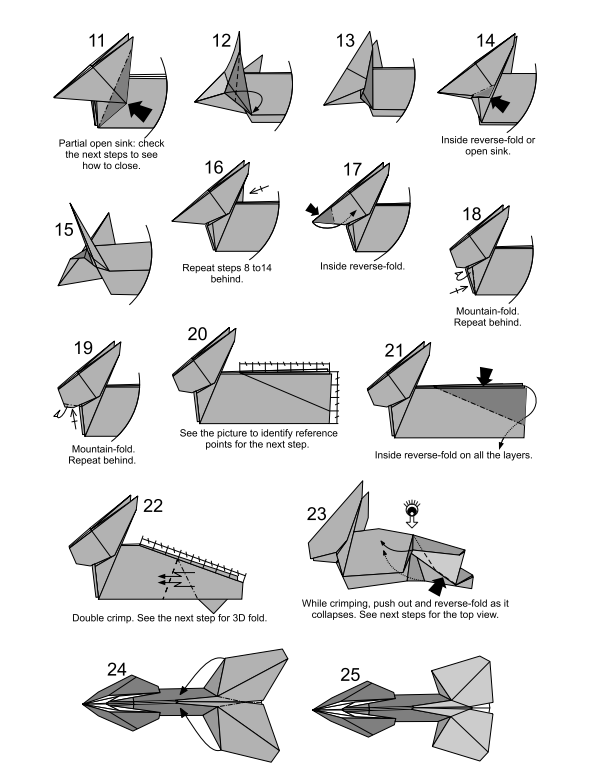 11
12
13
14
Partial open sink: check
the next steps to see
how to close.
Inside reverse-fold or
open sink.
15
16
17
18
Repeat steps 8 to14
behind.
Inside reverse-fold.
Mountain-fold.
Repeat behind.
19
20
21
Mountain-fold.
Repeat behind.
See the picture to identify reference
points for the next step.
Inside reverse-fold on all the layers.
22
23
Double crimp. See the next step for 3D fold.
While crimping, push out and reverse-fold as it
collapses. See next steps for the top view.
24
25